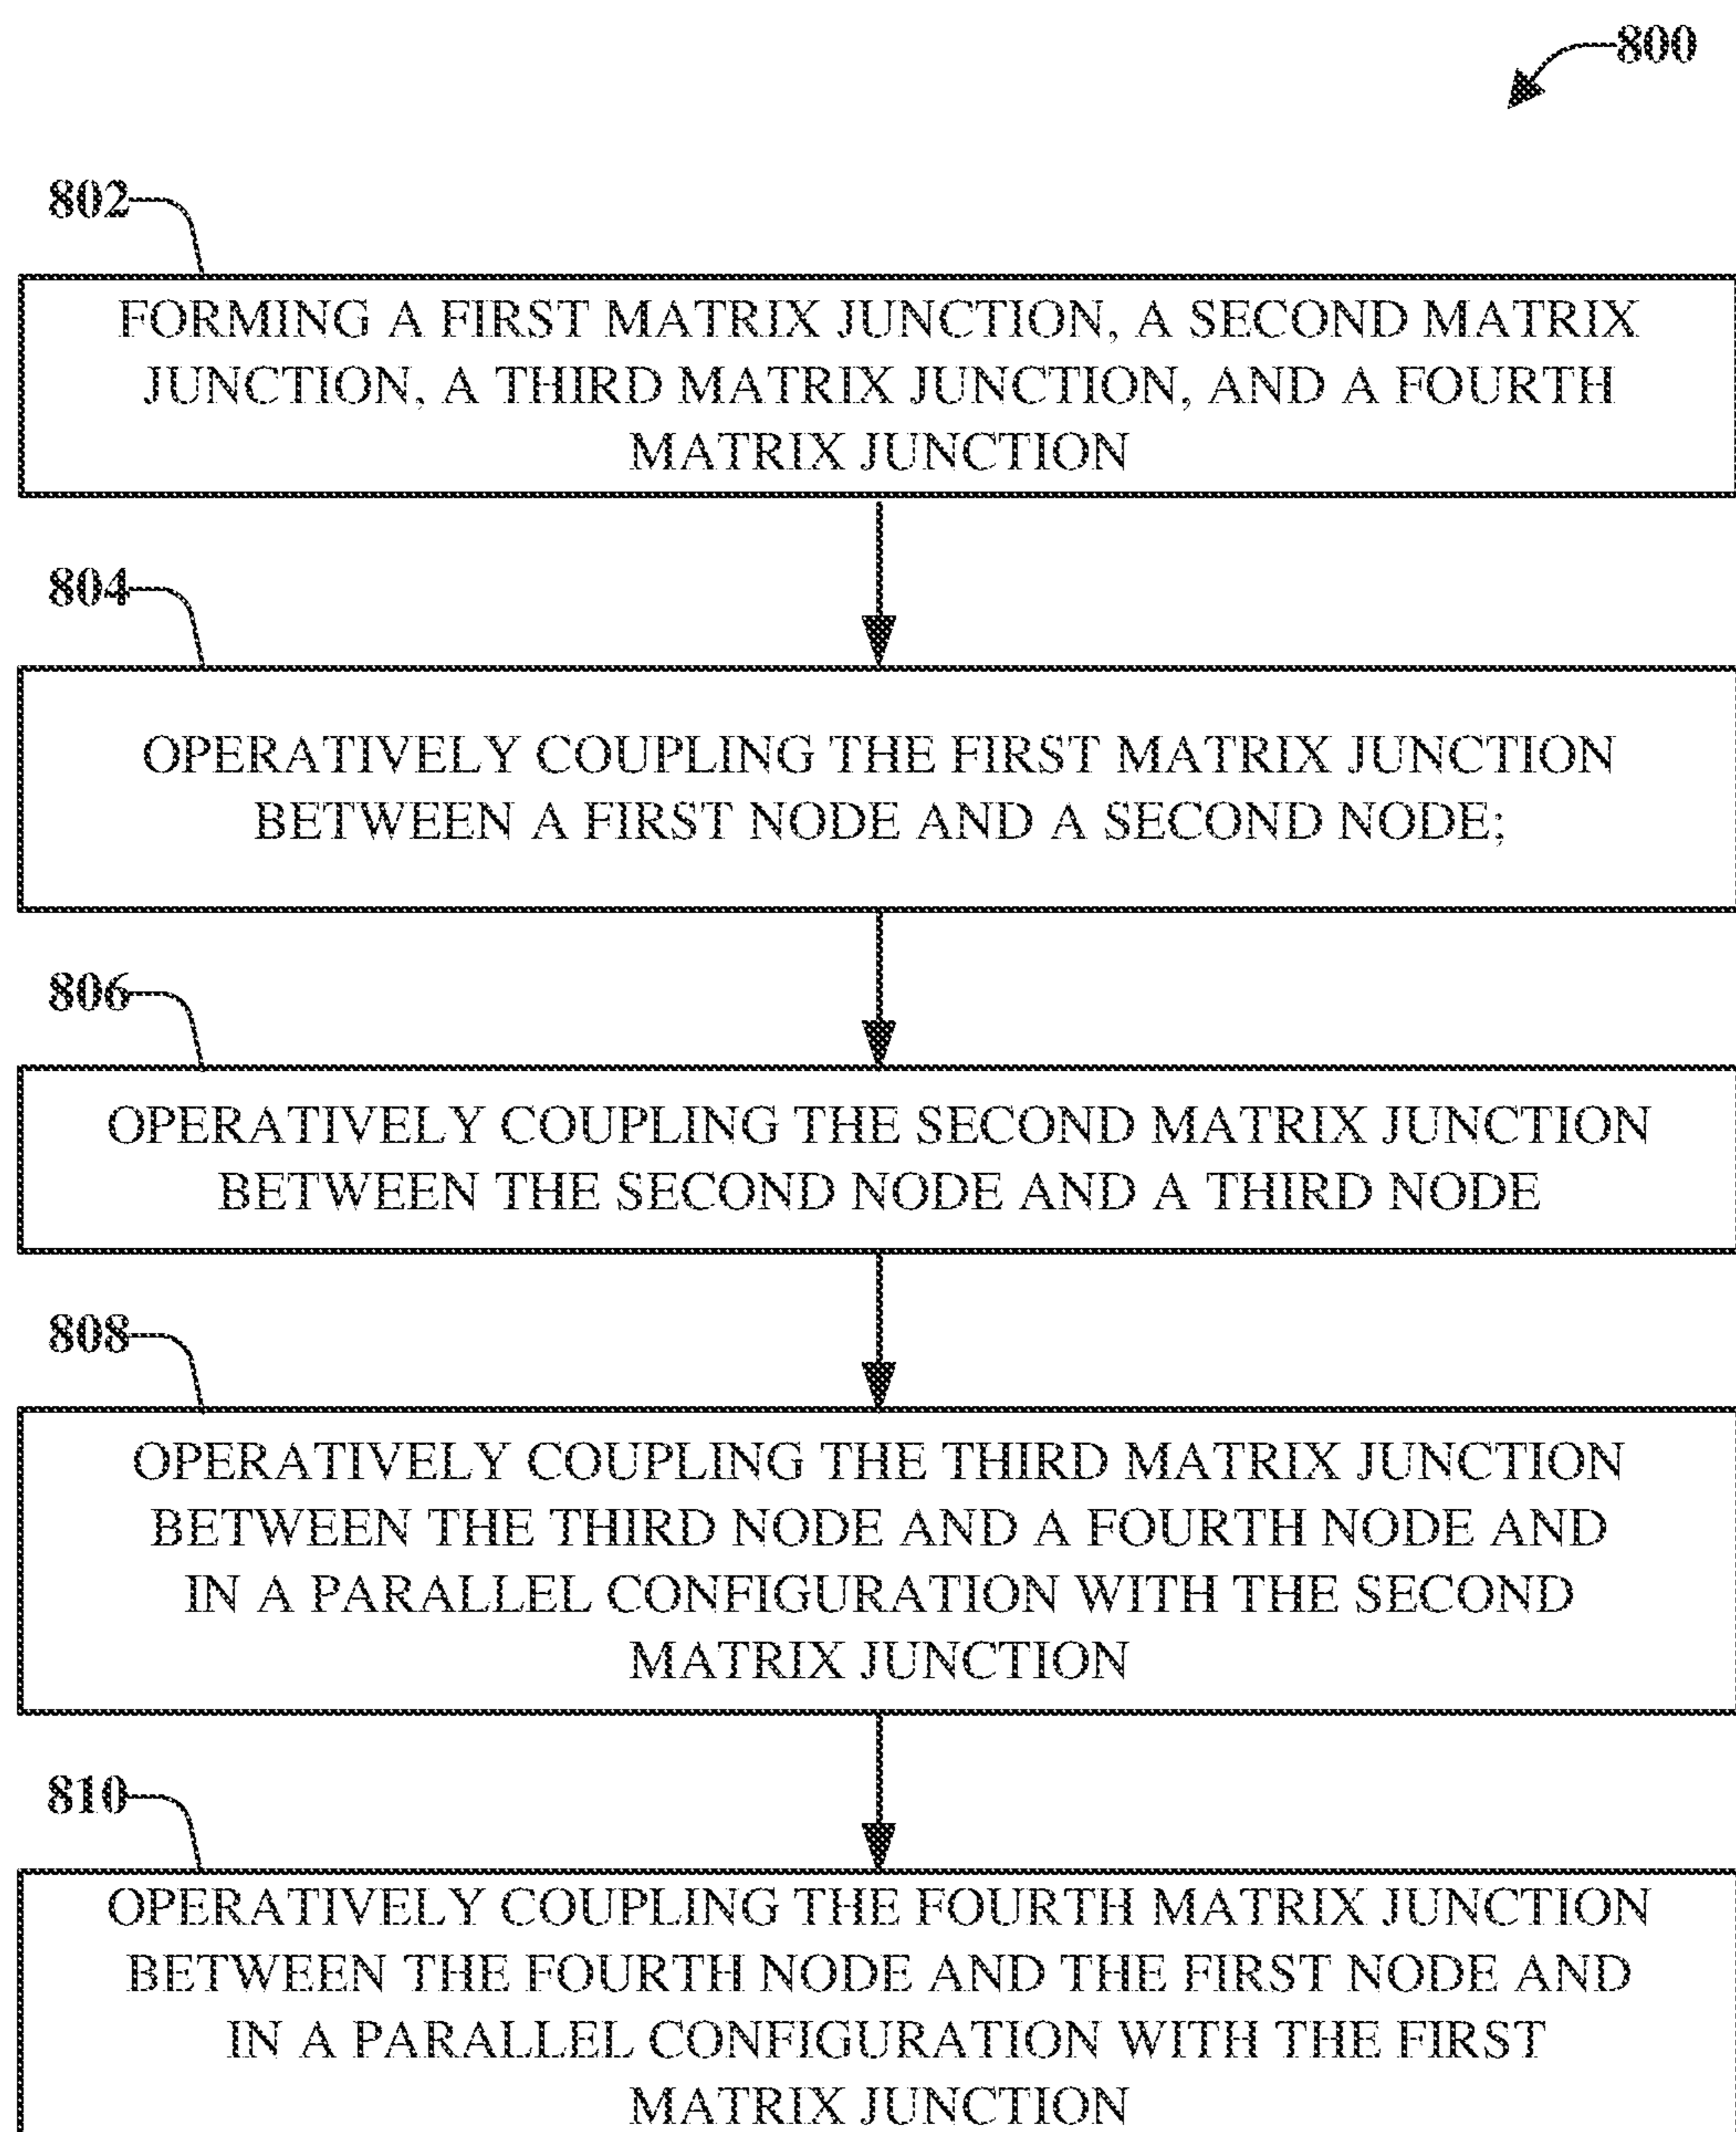 800
802
FORMING A FIRST MATRIX JUNCTION, A SECOND MATRIX
JUNCTION, A THIRD MATRIX JUNCTION, AND A FOURTH
MATRIX JUNCTION
804
OPERATIVELY COUPLING THE FIRST MATRIX JUNCTION
BETWEEN A FIRST NODE AND A SECOND NODE;
806
OPERATIVELY COUPLING THE SECOND MATRIX JUNCTION
BETWEEN THE SECOND NODE AND A THIRD NODE
808
OPERATIVELY COUPLING THE THIRD MATRIX JUNCTION
BETWEEN THE THIRD NODE AND A FOURTH NODE AND
IN A PARALLEL CONFIGURATION WITH THE SECOND
MATRIX JUNCTION
810
OPERATIVELY COUPLING THE FOURTH MATRIX JUNCTION
BETWEEN THE FOURTH NODE AND THE FIRST NODE AND
IN A PARALLEL CONFIGURATION WITH THE FIRST
MATRIX JUNCTION